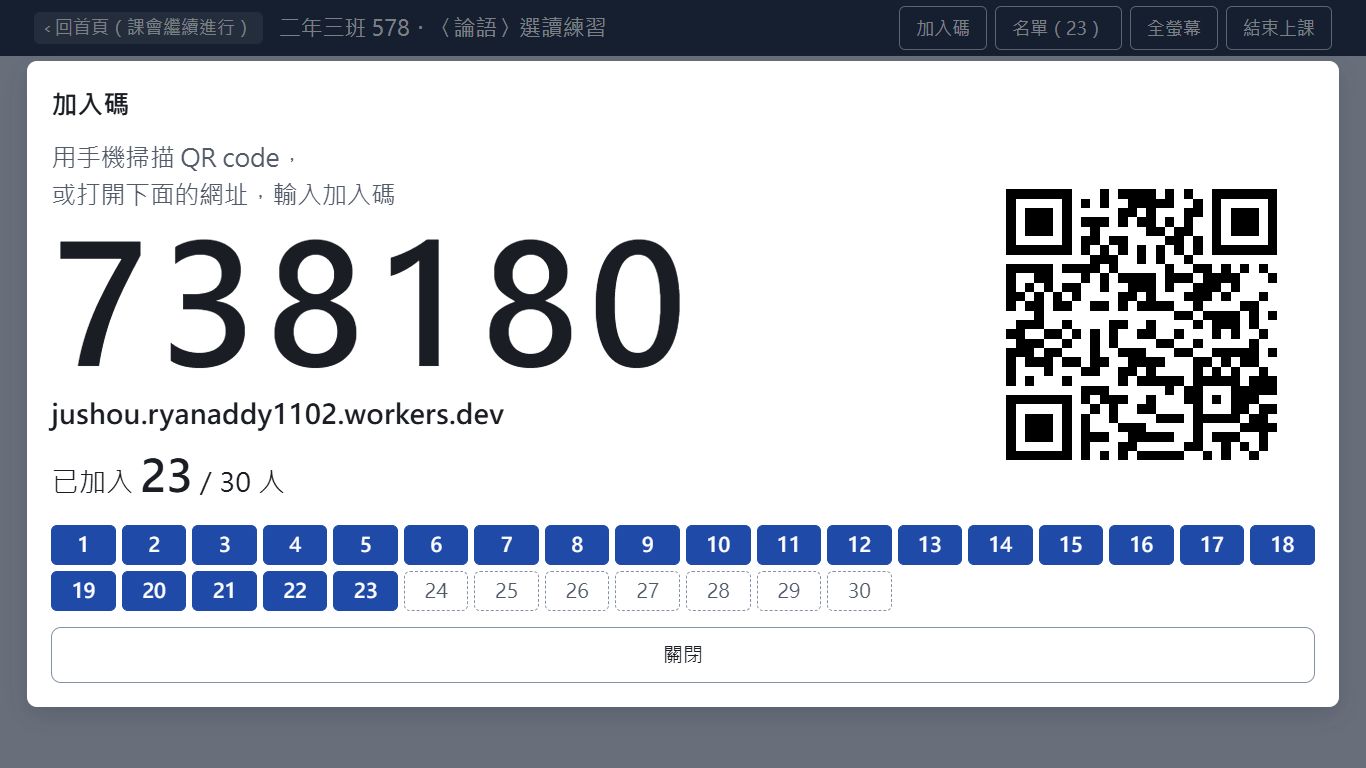 ‹ 回首頁（課會繼續進行） 二年三班 578 · 〈論語〉選讀練習 加入碼 名單（23） 全螢幕 結束上課
加入碼
用手機掃描 QR code，
或打開下面的網址，輸入加入碼
738180
jushou.ryanaddy1102.workers.dev
已加入 23 / 30 人
1 2 3 4 5 6 7 8 9 10 11 12 13 14 15 16 17 18
19 20 21 22 23 24 25 26 27 28 29 30
關閉